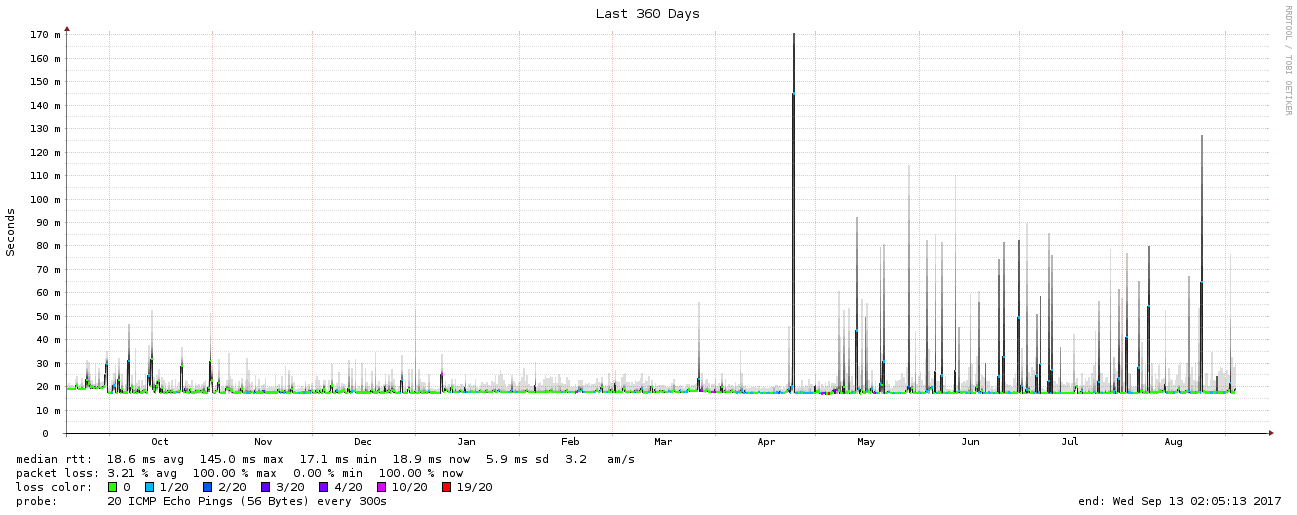 Last 360 Days
RRDTOOL / TOBI OETIKER
Seconds
170 m
160 m
150 m
140 m
130 m
120 m
110 m
100 m
90 m
80 m
70 m
60 m
50 m
40 m
30 m
20 m
10 m
0
Oct Nov Dec Jan Feb Mar Apr May Jun Jul Aug
median rtt: 18.6 ms avg 145.0 ms max 17.1 ms min 18.9 ms now 5.9 ms sd 3.2 am/s
packet loss: 3.21 % avg 100.00 % max 0.00 % min 100.00 % now
loss color: 0 1/20 2/20 3/20 4/20 10/20 19/20
probe: 20 ICMP Echo Pings (56 Bytes) every 300s end: Wed Sep 13 02:05:13 2017